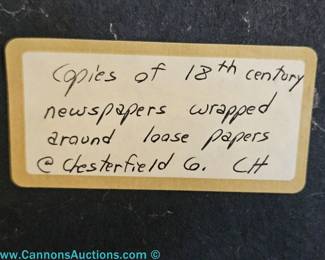 Copies of 18th century
newspapers wrapped
around loose papers
@ Chesterfield Co. CH
www.CannonsAuctions.com